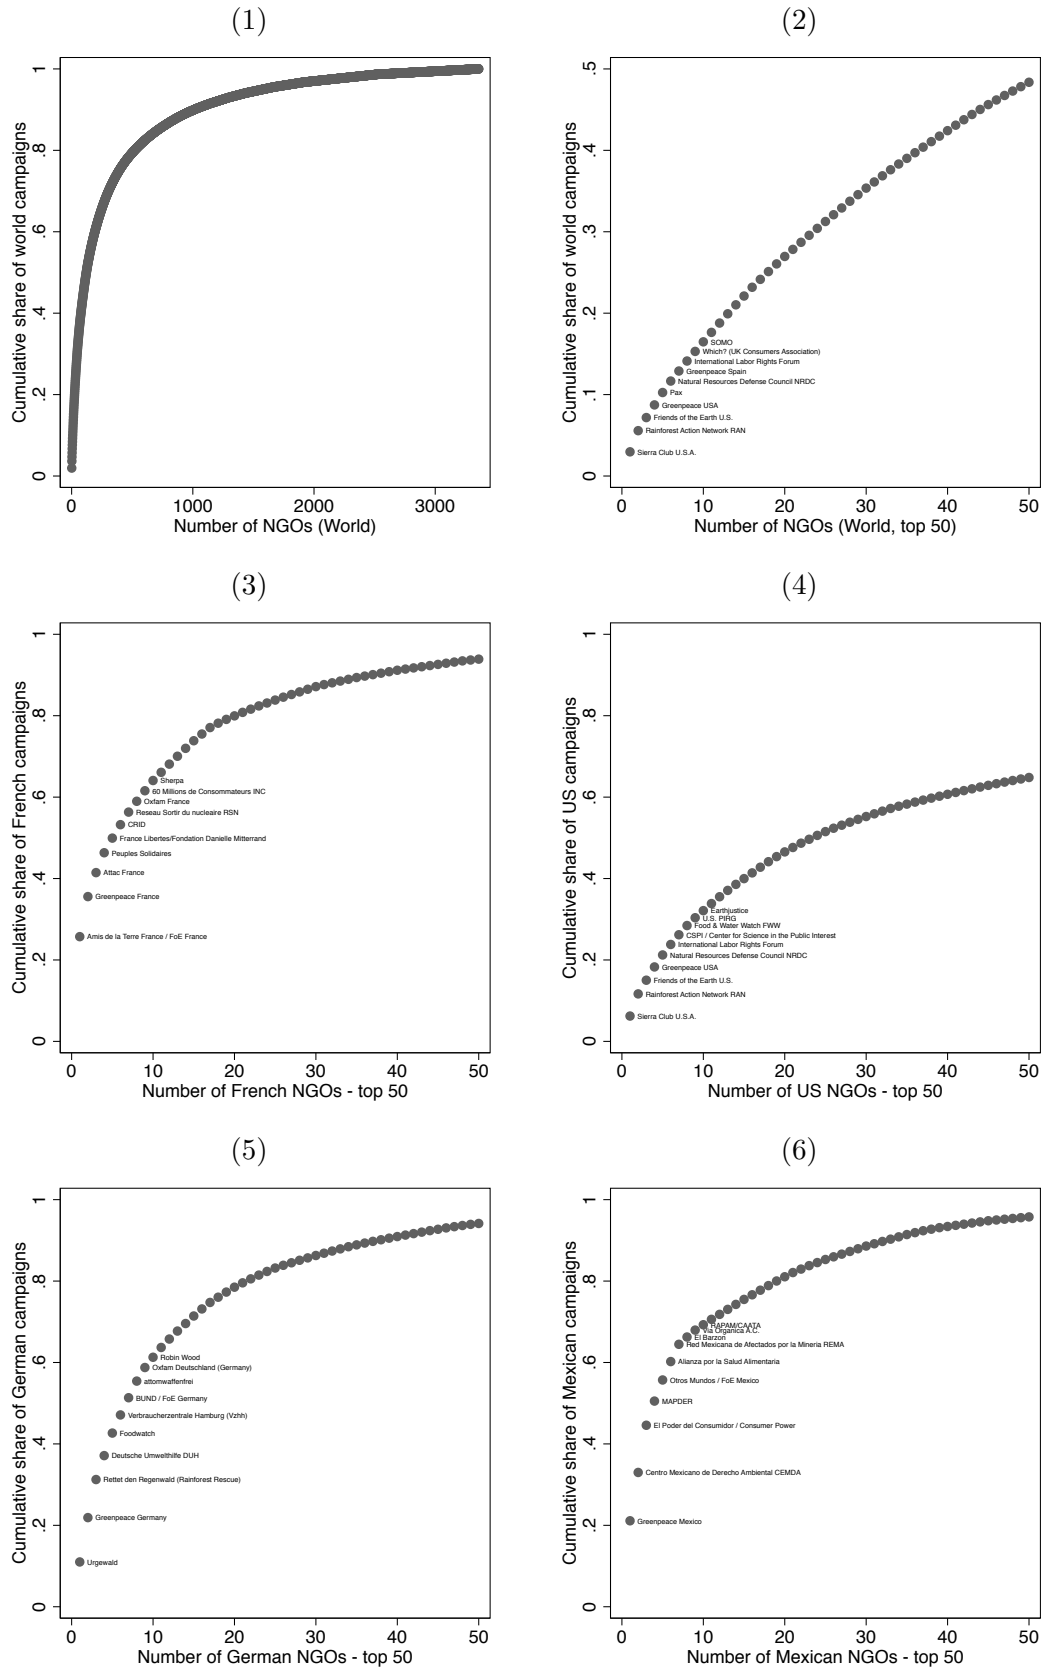 (1)
Cumulative share of world campaigns
0 .2 .4 .6 .8 1
0 1000 2000 3000
Number of NGOs (World)
(2)
Cumulative share of world campaigns
0 .1 .2 .3 .4 .5
SOMO
Which? (UK Consumers Association)
International Labor Rights Forum
Greenpeace Spain
Natural Resources Defense Council NRDC
Pax
Greenpeace USA
Friends of the Earth U.S.
Rainforest Action Network RAN
Sierra Club U.S.A.
0 10 20 30 40 50
Number of NGOs (World, top 50)
(3)
Cumulative share of French campaigns
0 .2 .4 .6 .8 1
Sherpa
60 Millions de Consommateurs INC
Oxfam France
Reseau Sortir du nucleaire RSN
CRID
France Libertes/Fondation Danielle Mitterrand
Peuples Solidaires
Attac France
Greenpeace France
Amis de la Terre France / FoE France
0 10 20 30 40 50
Number of French NGOs - top 50
(4)
Cumulative share of US campaigns
0 .2 .4 .6 .8 1
Earthjustice
U.S. PIRG
Food & Water Watch FWW
CSPI / Center for Science in the Public Interest
International Labor Rights Forum
Natural Resources Defense Council NRDC
Greenpeace USA
Friends of the Earth U.S.
Rainforest Action Network RAN
Sierra Club U.S.A.
0 10 20 30 40 50
Number of US NGOs - top 50
(5)
Cumulative share of German campaigns
0 .2 .4 .6 .8 1
Robin Wood
Oxfam Deutschland (Germany)
attomwaffenfrei
BUND / FoE Germany
Verbraucherzentrale Hamburg (Vzhh)
Foodwatch
Deutsche Umwelthilfe DUH
Rettet den Regenwald (Rainforest Rescue)
Greenpeace Germany
Urgewald
0 10 20 30 40 50
Number of German NGOs - top 50
(6)
Cumulative share of Mexican campaigns
0 .2 .4 .6 .8 1
RAPAM/CAATA
Via Organica A.C.
El Barzon
Red Mexicana de Afectados por la Mineria REMA
Alianza por la Salud Alimentaria
Otros Mundos / FoE Mexico
MAPDER
El Poder del Consumidor / Consumer Power
Centro Mexicano de Derecho Ambiental CEMDA
Greenpeace Mexico
0 10 20 30 40 50
Number of Mexican NGOs - top 50